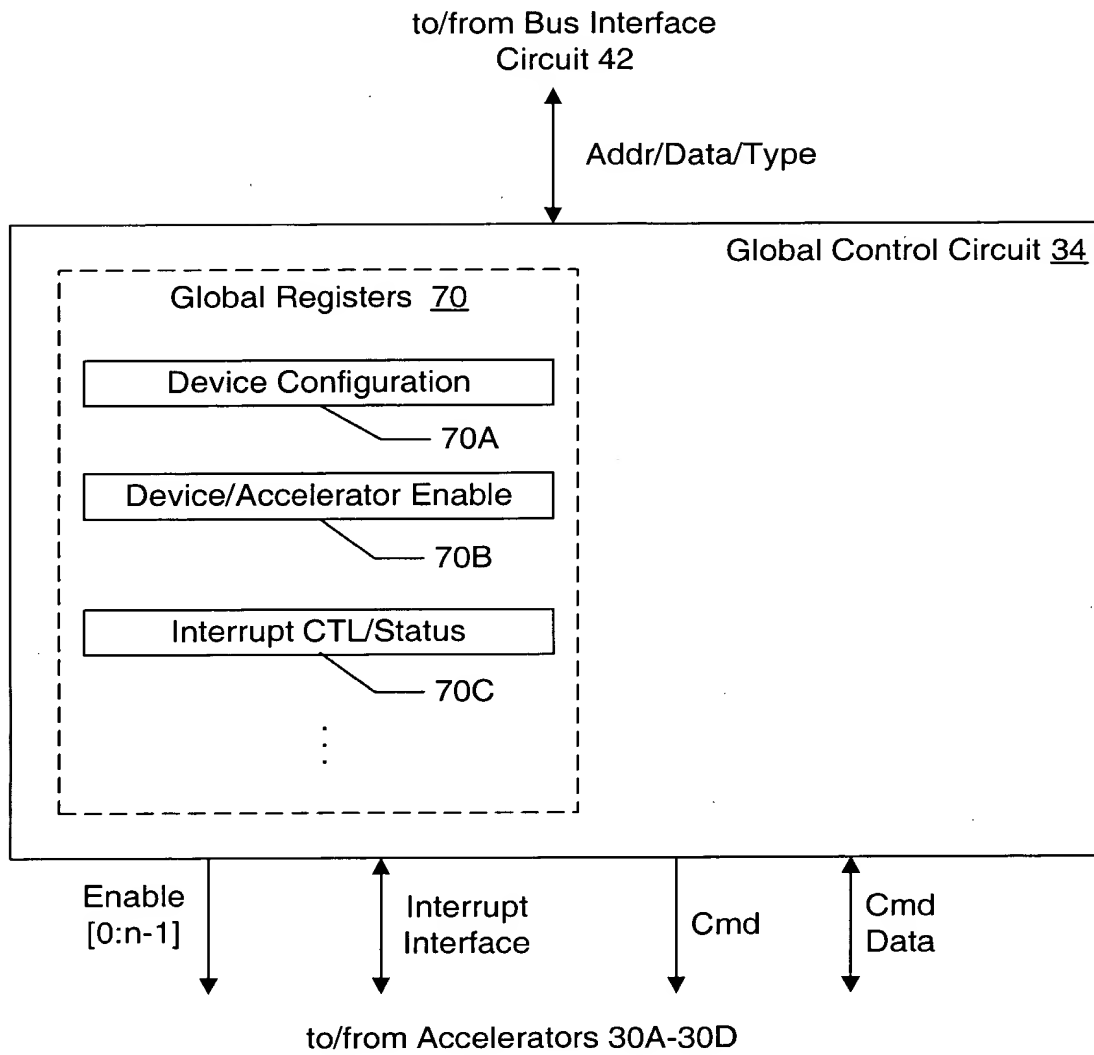 to/from Bus Interface
Circuit 42
Addr/Data/Type
Global Control Circuit 34
Global Registers 70
Device Configuration
70A
Device/Accelerator Enable
70B
Interrupt CTL/Status
70C
Enable
[0:n-1]
Interrupt
Interface
Cmd
Cmd
Data
to/from Accelerators 30A-30D